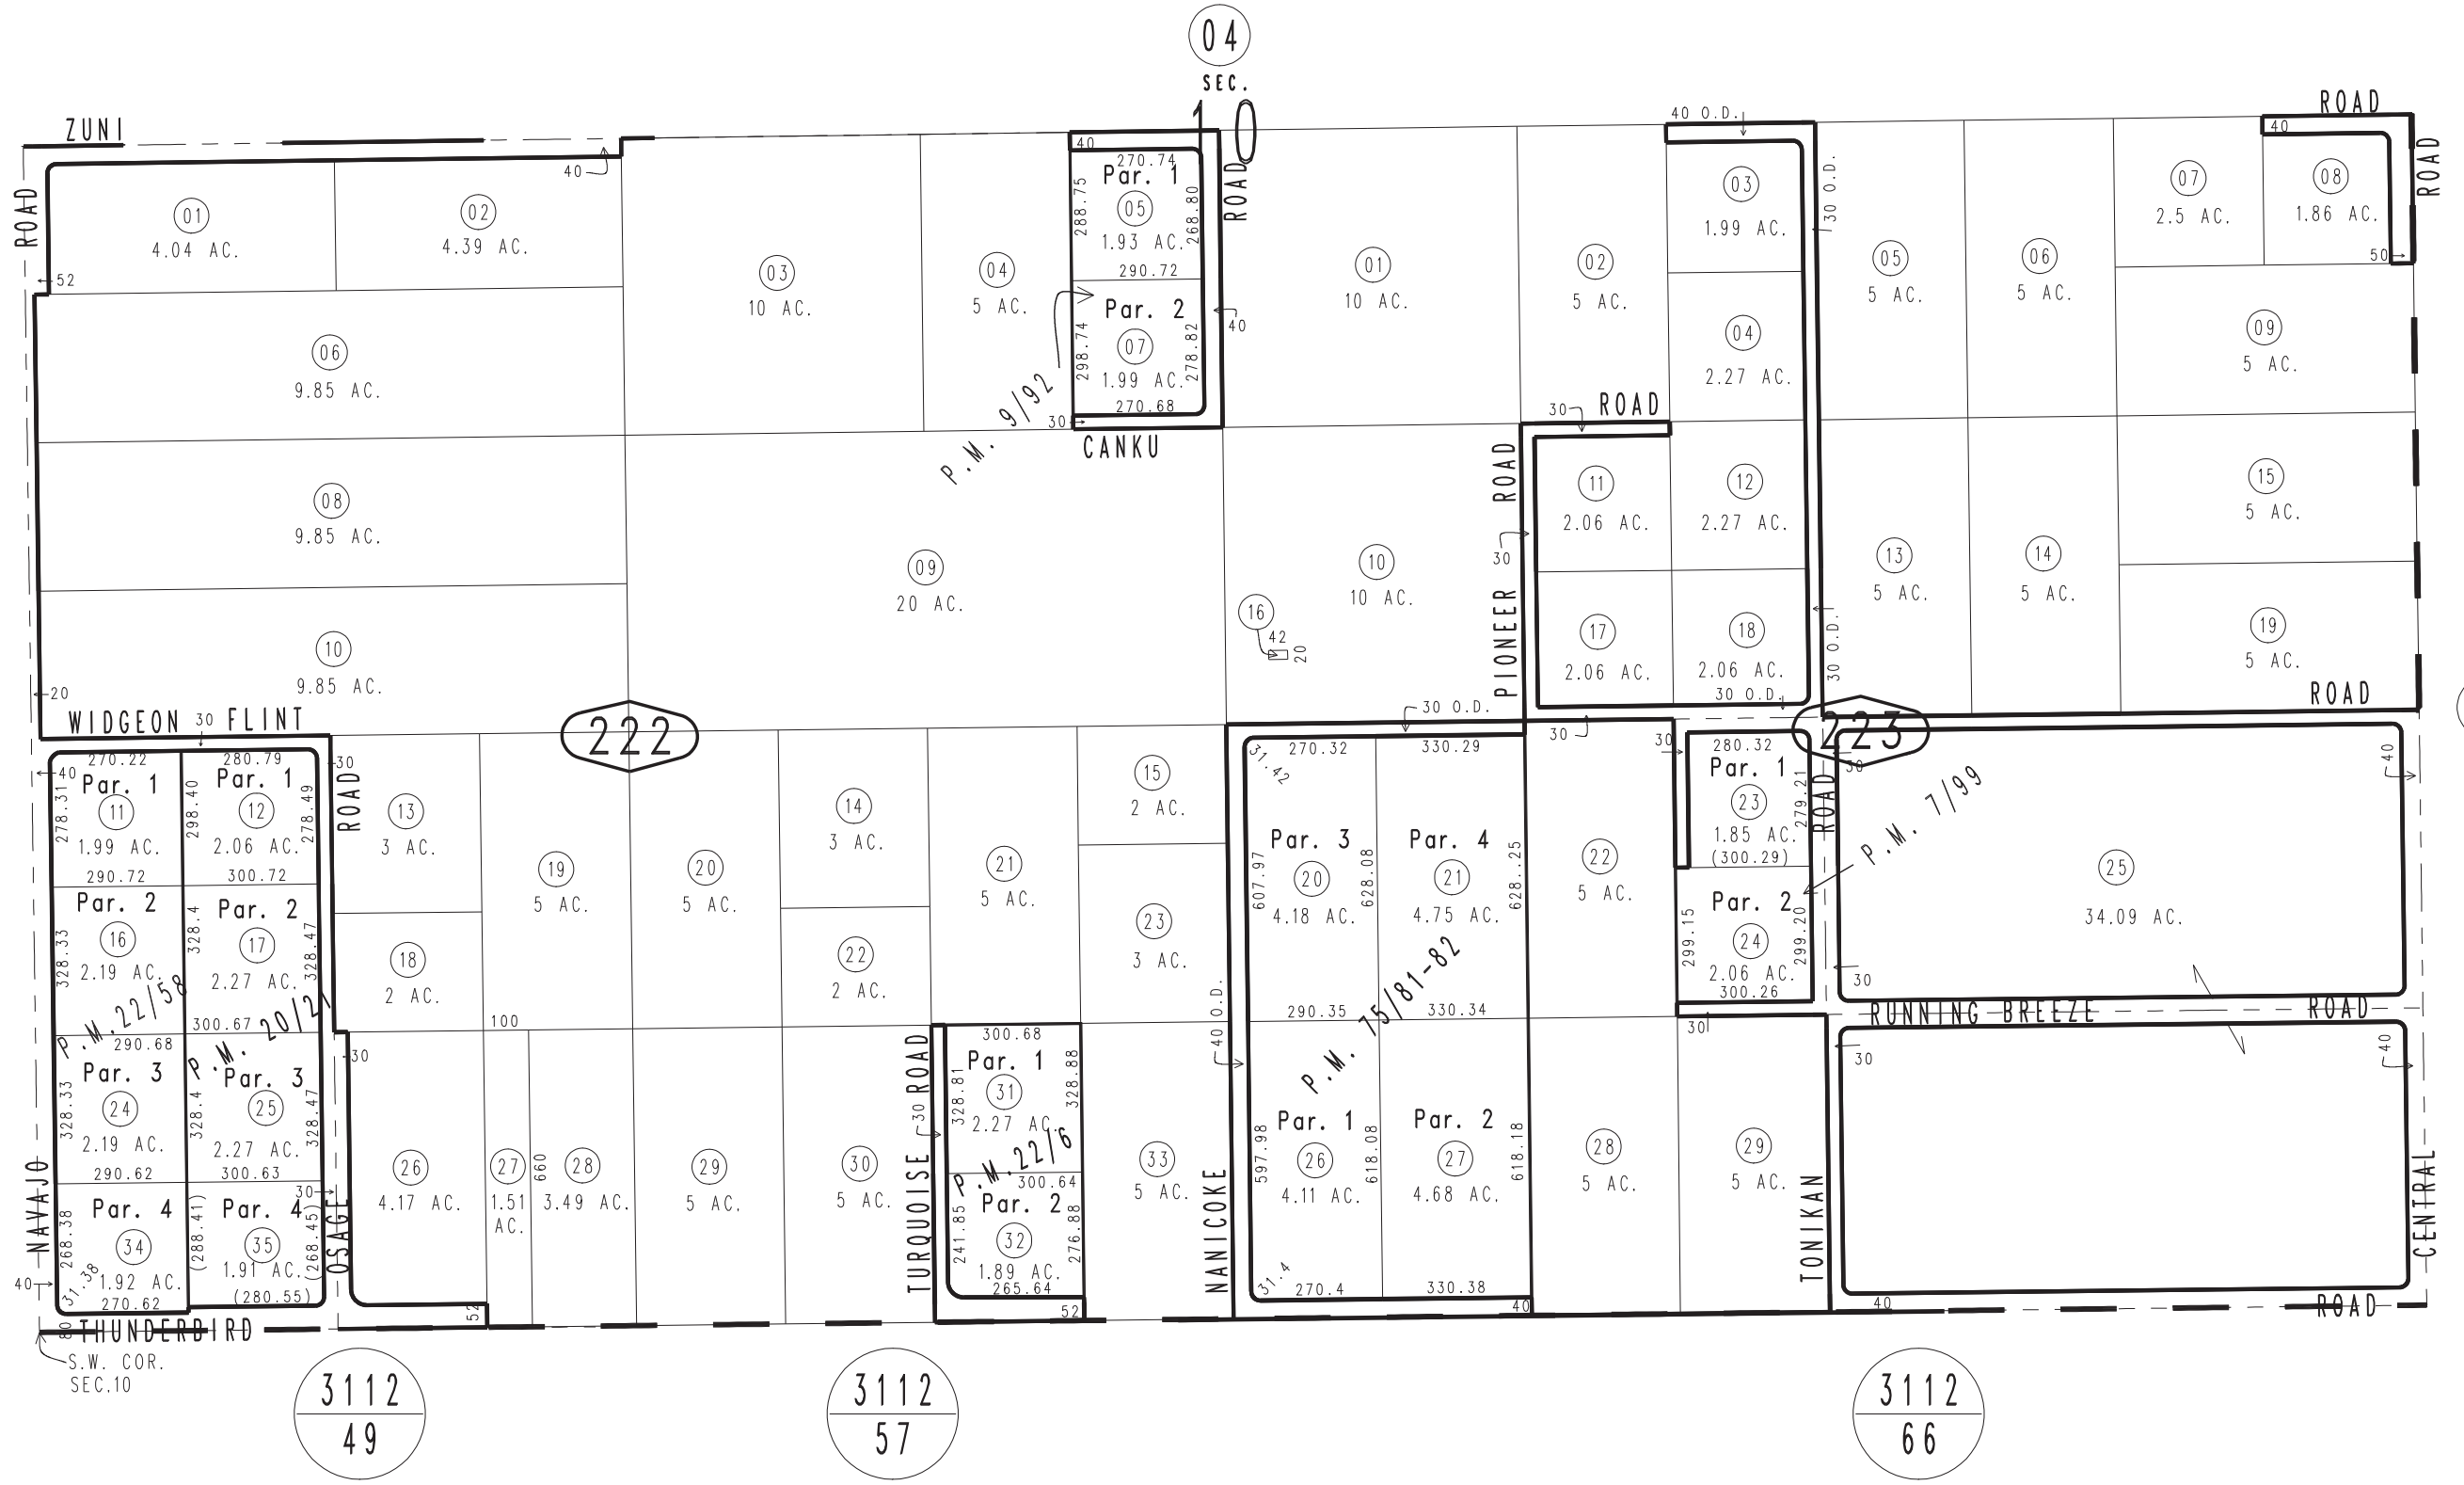 04
SEC.
10
ZUNI
ROAD
ROAD
ROAD
ROAD
40
40
40 O.D.
40
01
4.04 AC.
02
4.39 AC.
52
03
10 AC.
04
5 AC.
270.74
Par. 1
05
1.93 AC.
288.75
268.80
290.72
Par. 2
07
1.99 AC.
298.74
278.82
270.68
30
CANKU
P.M. 9/92
40
06
9.85 AC.
08
9.85 AC.
09
20 AC.
10
9.85 AC.
20
01
10 AC.
02
5 AC.
03
1.99 AC.
04
2.27 AC.
30 O.D.
05
5 AC.
06
5 AC.
07
2.5 AC.
08
1.86 AC.
50
09
5 AC.
30
ROAD
PIONEER ROAD
30
10
10 AC.
16
42
20
11
2.06 AC.
12
2.27 AC.
17
2.06 AC.
18
2.06 AC.
30 O.D.
30 O.D.
13
5 AC.
14
5 AC.
15
5 AC.
19
5 AC.
ROAD
WIDGEON 30 FLINT
222
223
30 O.D.
30
30
270.22
40
Par. 1
11
1.99 AC.
278.31
290.72
Par. 2
16
2.19 AC.
328.33
P.M.22/58
290.68
Par. 3
24
2.19 AC.
328.33
290.62
Par. 4
34
1.92 AC.
268.38
31.38
270.62
280.79
Par. 1
12
2.06 AC.
298.40
278.49
300.72
Par. 2
17
2.27 AC.
328.4
328.47
300.67
P.M. 20/21
Par. 3
25
2.27 AC.
328.4
328.47
300.63
Par. 4
35
1.91 AC.
(288.41)
(268.45)
(280.55)
30
ROAD
30
30
OSAGE
NAVAJO
40
80
THUNDERBIRD
S.W. COR.
SEC.10
13
3 AC.
18
2 AC.
19
5 AC.
20
5 AC.
14
3 AC.
22
2 AC.
21
5 AC.
15
2 AC.
23
3 AC.
100
26
4.17 AC.
52
27
1.51
AC.
660
28
3.49 AC.
29
5 AC.
30
5 AC.
TURQUOISE ROAD
30
300.68
Par. 1
31
2.27 AC.
328.81
328.88
P.M.22/6
300.64
Par. 2
32
1.89 AC.
241.85
276.88
265.64
52
33
5 AC.
NANICOKE
40 O.D.
31.42
270.32
330.29
Par. 3
20
4.18 AC.
607.97
628.08
Par. 4
21
4.75 AC.
628.25
290.35
330.34
P.M. 75/81-82
Par. 1
26
4.11 AC.
597.98
618.08
31.4
270.4
Par. 2
27
4.68 AC.
618.18
330.38
40
22
5 AC.
280.32
Par. 1
23
1.85 AC.
279.21
(300.29)
Par. 2
24
2.06 AC.
299.15
299.20
300.26
30
P.M. 7/99
ROAD
30
28
5 AC.
29
5 AC.
TONIKAN
25
34.09 AC.
40
30
RUNNING BREEZE
ROAD
30
40
CENTRAL
40
ROAD
3112
49
3112
57
3112
66